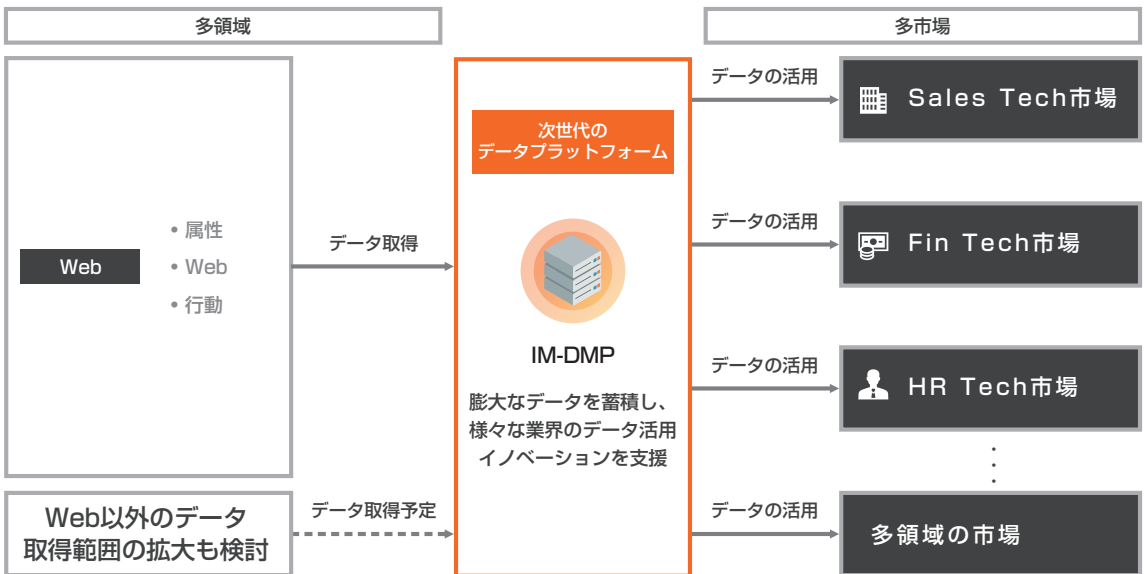 多領域
Web
• 属性
• Web
• 行動
データ取得
Web以外のデータ
取得範囲の拡大も検討
データ取得予定
次世代の
データプラットフォーム
IM-DMP
膨大なデータを蓄積し、
様々な業界のデータ活用
イノベーションを支援
多市場
データの活用
Sales Tech市場
データの活用
Fin Tech市場
データの活用
HR Tech市場
データの活用
多領域の市場